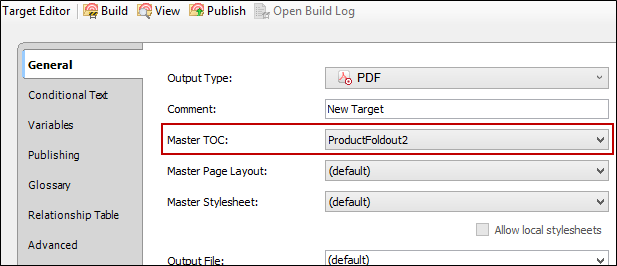 Target Editor Build View Publish Open Build Log
General
Conditional Text
Variables
Publishing
Glossary
Relationship Table
Advanced
Output Type: PDF
Comment: New Target
Master TOC: ProductFoldout2
Master Page Layout: (default)
Master Stylesheet: (default)
Allow local stylesheets
Output File: (default)